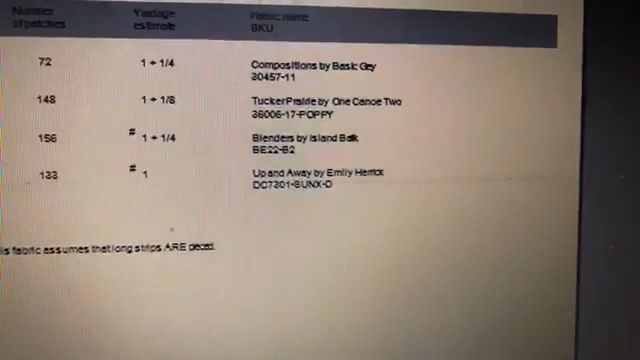 Number of patches
Yardage estimate
Fabric name SKU
72 1 + 1/4 Compositions by Basic Grey
30457-11
148 1 + 1/8 Tucker Prairie by One Canoe Two
36006-17-POPPY
156 # 1 + 1/4 Blenders by Island Batik
BE22-B2
133 # 1 Up and Away by Emily Herrick
DC7301-SUNX-D
is fabric assumes that long strips ARE pieced.